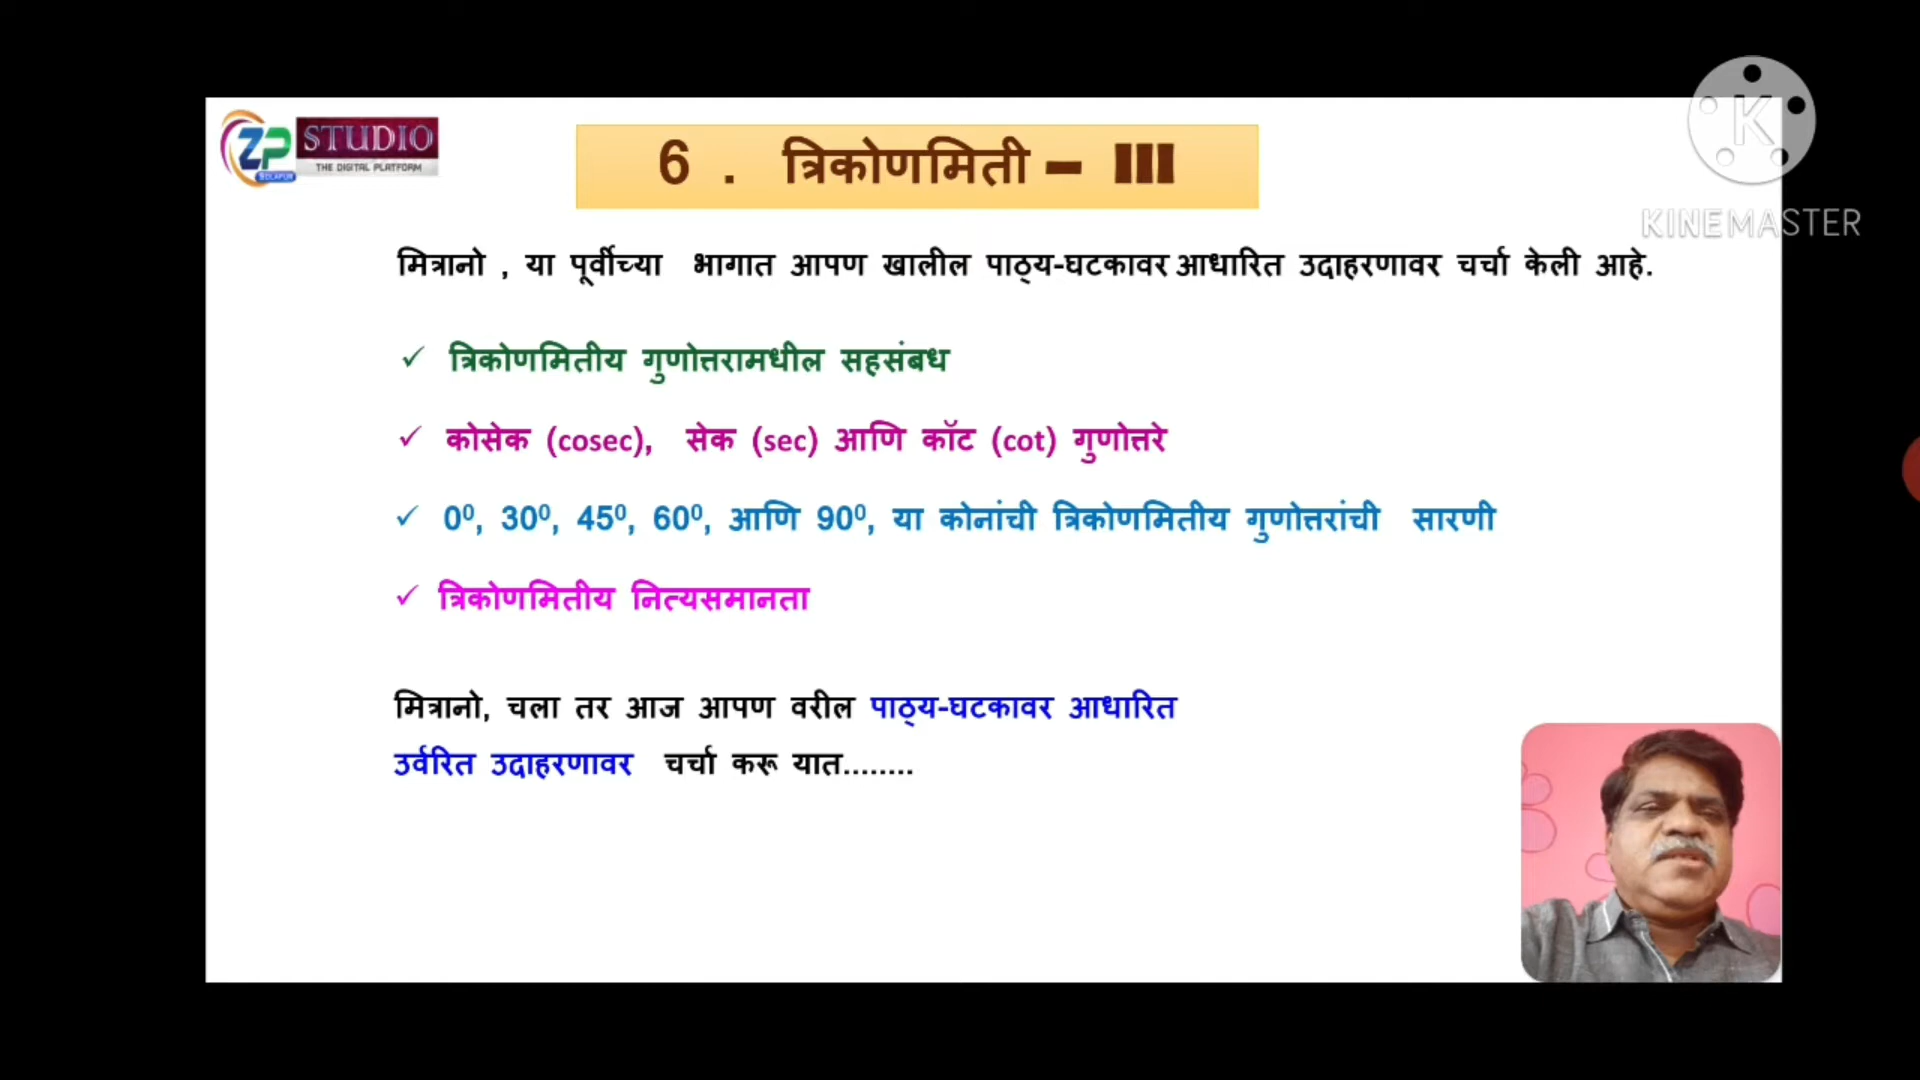 ZP STUDIO
THE DIGITAL PLATFORM
SOLAPUR
6 . त्रिकोणमिती – III
K
KINEMASTER
मित्रानो , या पूर्वीच्या भागात आपण खालील पाठ्य-घटकावर आधारित उदाहरणावर चर्चा केली आहे.
✓ त्रिकोणमितीय गुणोत्तरामधील सहसंबध
✓ कोसेक (cosec), सेक (sec) आणि कॉट (cot) गुणोत्तरे
✓ 0⁰, 30⁰, 45⁰, 60⁰, आणि 90⁰, या कोनांची त्रिकोणमितीय गुणोत्तरांची सारणी
✓ त्रिकोणमितीय नित्यसमानता
मित्रानो, चला तर आज आपण वरील पाठ्य-घटकावर आधारित
उर्वरित उदाहरणावर चर्चा करू यात........